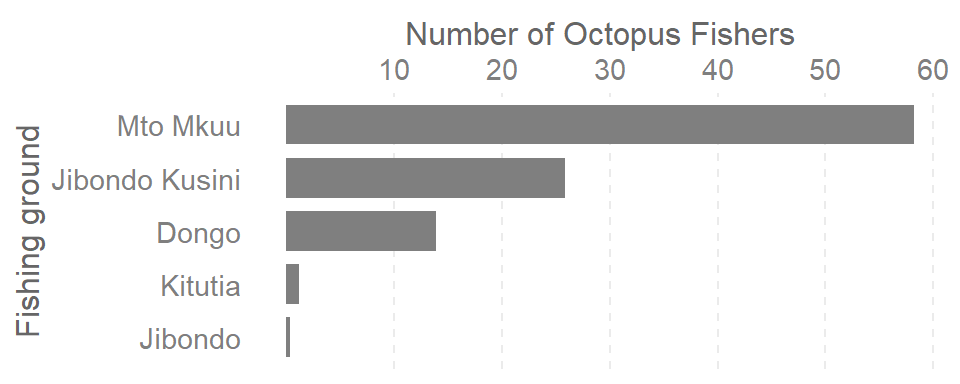 Number of Octopus Fishers
10 20 30 40 50 60
Fishing ground
Mto Mkuu
Jibondo Kusini
Dongo
Kitutia
Jibondo